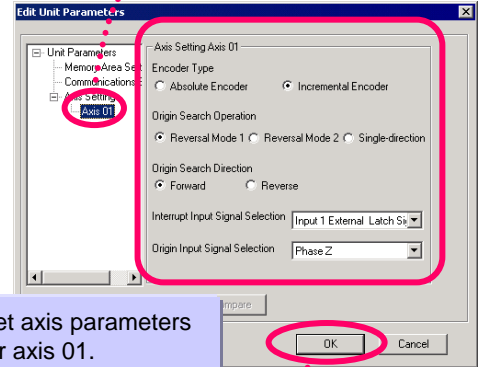 Edit Unit Parameters
Unit Parameters
Memory Area Set
Communications
Axis Setting
Axis 01
Axis Setting Axis 01
Encoder Type
Absolute Encoder Incremental Encoder
Origin Search Operation
Reversal Mode 1 Reversal Mode 2 Single-direction
Origin Search Direction
Forward Reverse
Interrupt Input Signal Selection Input 1 External Latch Si
Origin Input Signal Selection Phase Z
ompare
et axis parameters
r axis 01.
OK Cancel